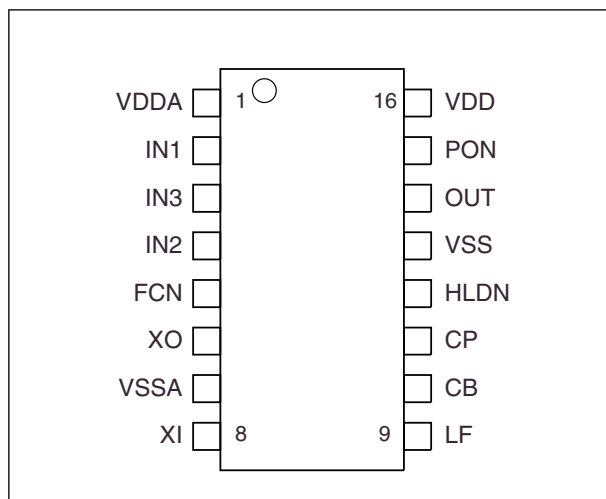 VDDA 1 16 VDD
IN1 PON
IN3 OUT
IN2 VSS
FCN HLDN
XO CP
VSSA CB
XI 8 9 LF